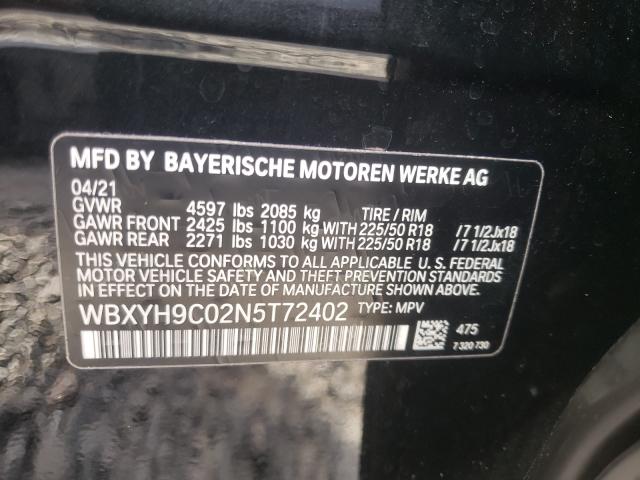 MFD BY BAYERISCHE MOTOREN WERKE AG
04/21
GVWR 4597 lbs 2085 kg TIRE / RIM
GAWR FRONT 2425 lbs 1100 kg WITH 225/50 R18 /7 1/2Jx18
GAWR REAR 2271 lbs 1030 kg WITH 225/50 R18 /7 1/2Jx18
THIS VEHICLE CONFORMS TO ALL APPLICABLE U. S. FEDERAL
MOTOR VEHICLE SAFETY AND THEFT PREVENTION STANDARDS
IN EFFECT ON THE DATE OF MANUFACTURE SHOWN ABOVE.
WBXYH9C02N5T72402 TYPE: MPV
475
7 320 730